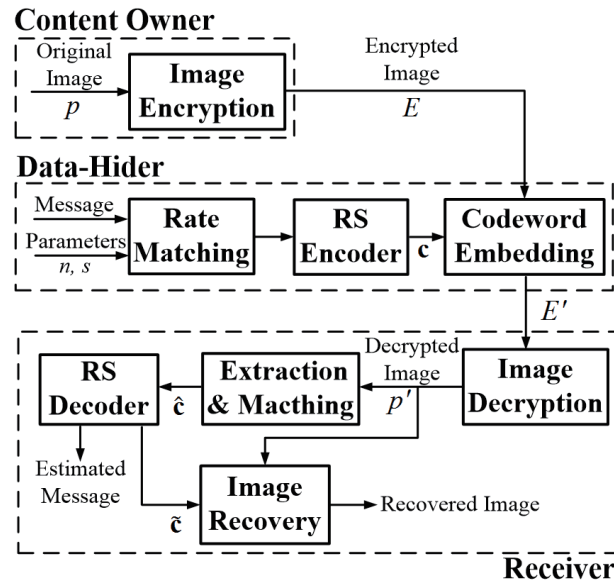 Content Owner
Original
Image
p
Image
Encryption
Encrypted
Image
E
Data-Hider
Message
Parameters
n, s
Rate
Matching
RS
Encoder
c
Codeword
Embedding
E'
RS
Decoder
ĉ
Extraction
& Macthing
Decrypted
Image
p'
Image
Decryption
Estimated
Message
c̃
Image
Recovery
Recovered Image
Receiver